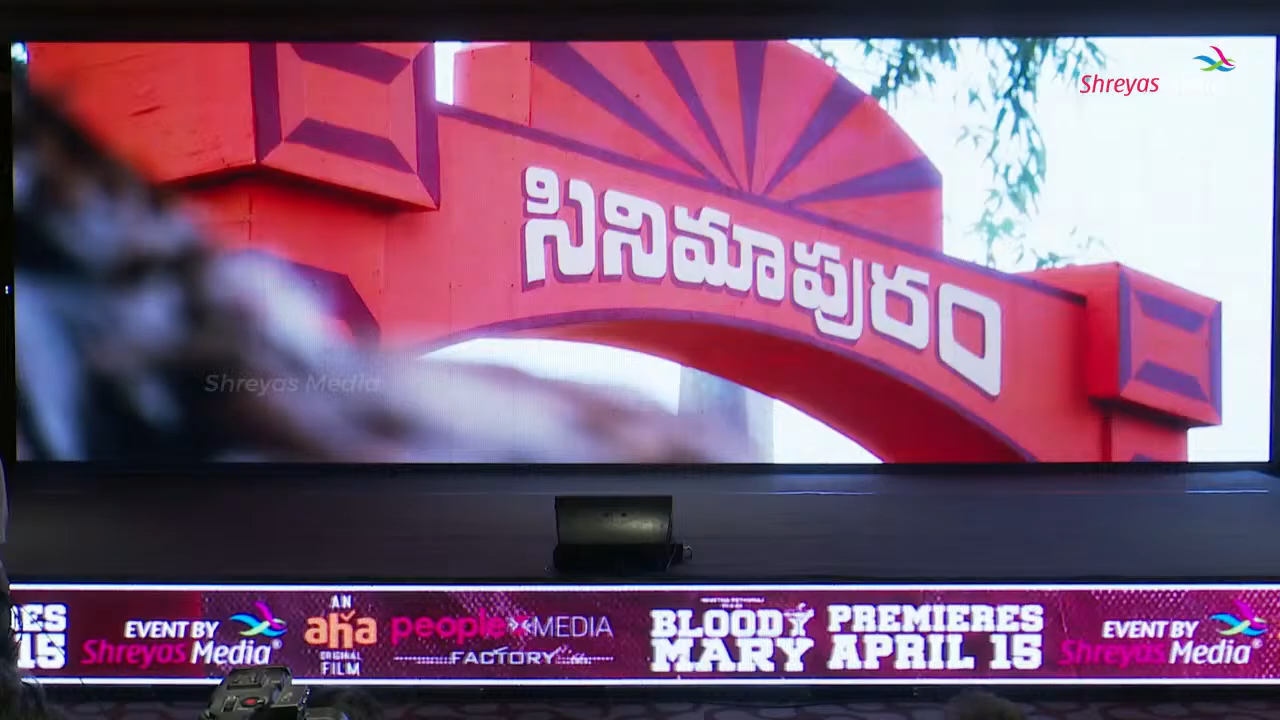 Shreyas Media
సినిమాపురం
Shreyas Media
ES
15
EVENT BY
Shreyas Media®
AN
aha
ORIGINAL
FILM
people MEDIA
FACTORY
BLOODY
MARY
PREMIERES
APRIL 15
EVENT BY
Shreyas Media®